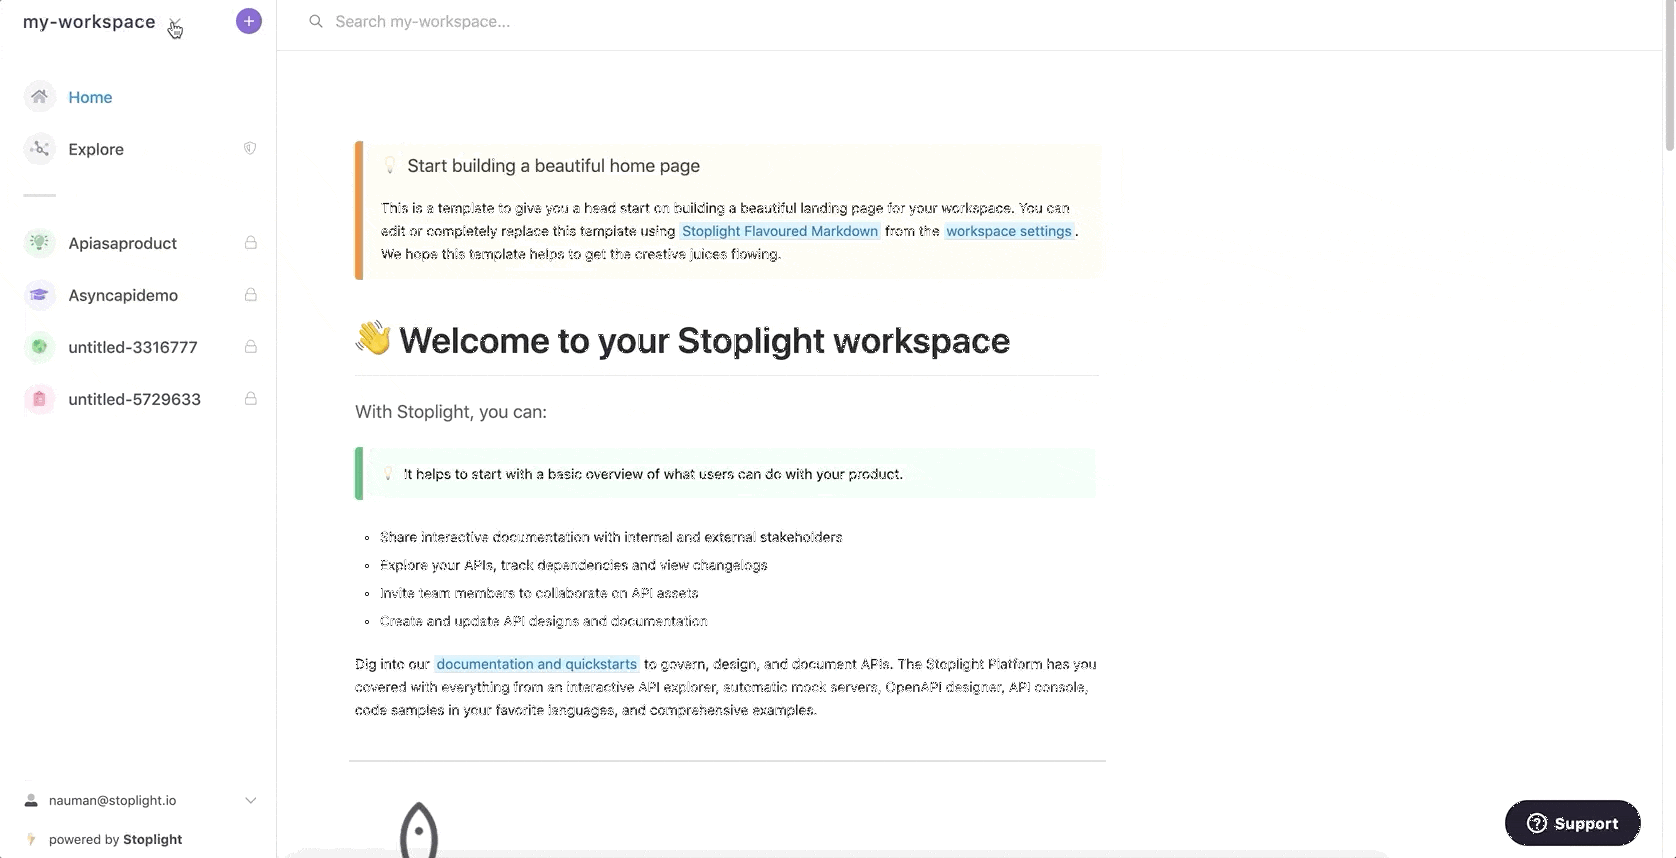 my-workspace
Search my-workspace...
Home
Explore
Apiasaproduct
Asyncapidemo
untitled-3316777
untitled-5729633
nauman@stoplight.io
powered by Stoplight
Start building a beautiful home page
This is a template to give you a head start on building a beautiful landing page for your workspace. You can
edit or completely replace this template using Stoplight Flavoured Markdown from the workspace settings.
We hope this template helps to get the creative juices flowing.
👋 Welcome to your Stoplight workspace
With Stoplight, you can:
It helps to start with a basic overview of what users can do with your product.
Share interactive documentation with internal and external stakeholders
Explore your APIs, track dependencies and view changelogs
Invite team members to collaborate on API assets
Create and update API designs and documentation
Dig into our documentation and quickstarts to govern, design, and document APIs. The Stoplight Platform has you
covered with everything from an interactive API explorer, automatic mock servers, OpenAPI designer, API console,
code samples in your favorite languages, and comprehensive examples.
Support